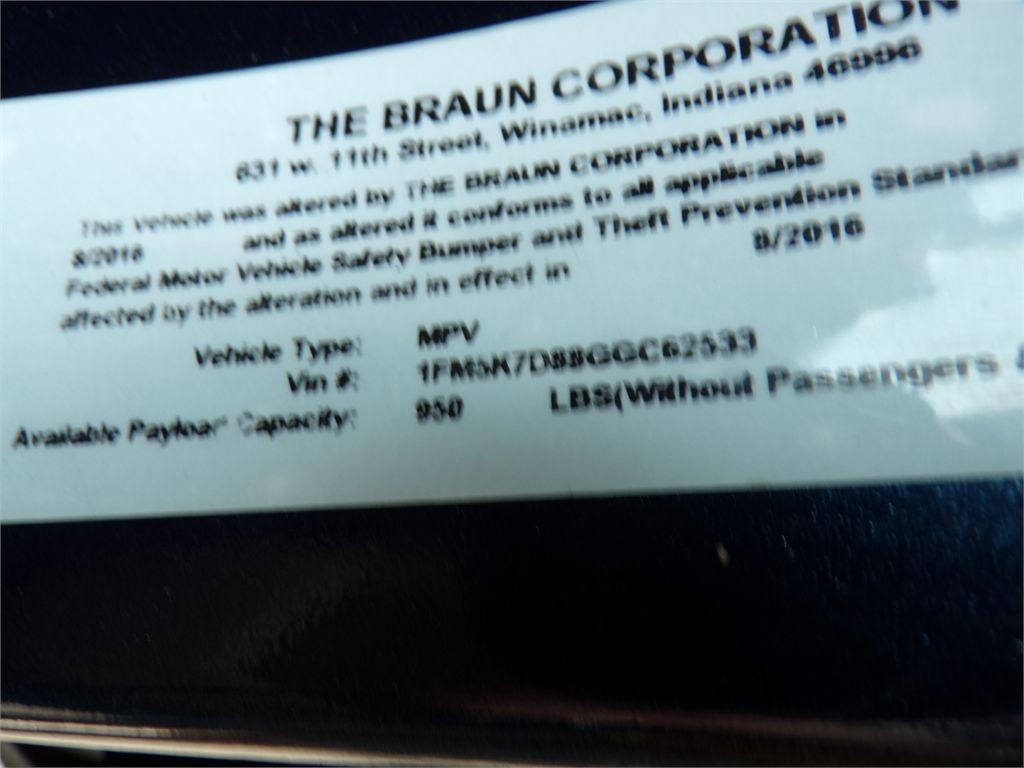 THE BRAUN CORPORATION
631 w. 11th Street, Winamac, Indiana 46996
This vehicle was altered by THE BRAUN CORPORATION in
8/2016 and as altered it conforms to all applicable
Federal Motor Vehicle Safety Bumper and Theft Prevention Standar
affected by the alteration and in effect in 8/2016
Vehicle Type: MPV
Vin #: 1FM5K7D88GGC62533
Available Payload Capacity: 950 LBS(Without Passengers &